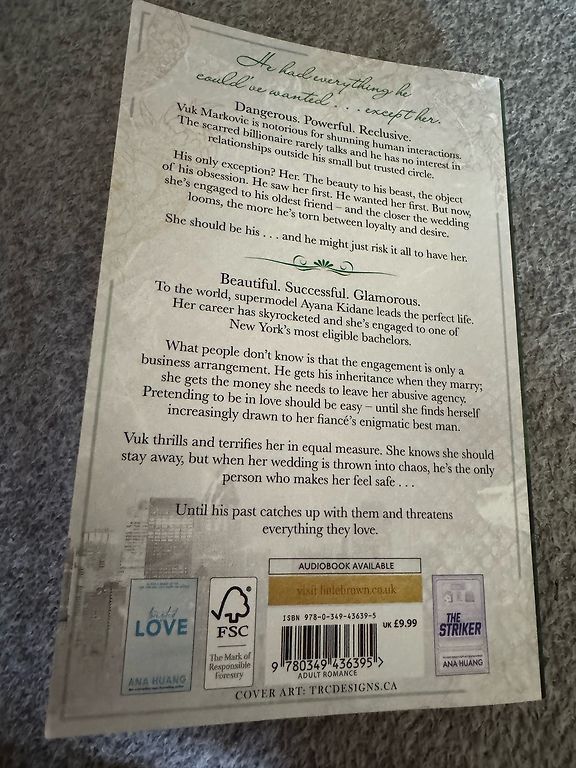 He had everything he
could've wanted . . . except her.
Dangerous. Powerful. Reclusive.
Vuk Markovic is notorious for shunning human interactions.
The scarred billionaire rarely talks and he has no interest in
relationships outside his small but trusted circle.
His only exception? Her. The beauty to his beast, the object
of his obsession. He saw her first. He wanted her first. But now,
she's engaged to his oldest friend – and the closer the wedding
looms, the more he's torn between loyalty and desire.
She should be his . . . and he might just risk it all to have her.
Beautiful. Successful. Glamorous.
To the world, supermodel Ayana Kidane leads the perfect life.
Her career has skyrocketed and she's engaged to one of
New York's most eligible bachelors.
What people don't know is that the engagement is only a
business arrangement. He gets his inheritance when they marry;
she gets the money she needs to leave her abusive agency.
Pretending to be in love should be easy – until she finds herself
increasingly drawn to her fiancé's enigmatic best man.
Vuk thrills and terrifies her in equal measure. She knows she should
stay away, but when her wedding is thrown into chaos, he's the only
person who makes her feel safe . . .
Until his past catches up with them and threatens
everything they love.
AUDIOBOOK AVAILABLE
visit littlebrown.co.uk
ISBN 978-0-349-43639-5
UK £9.99
9 780349 436395 >
ADULT ROMANCE
LOVE
ANA HUANG
FSC
The Mark of
Responsible
Forestry
THE
STRIKER
ANA HUANG
COVER ART: TRCDESIGNS.CA